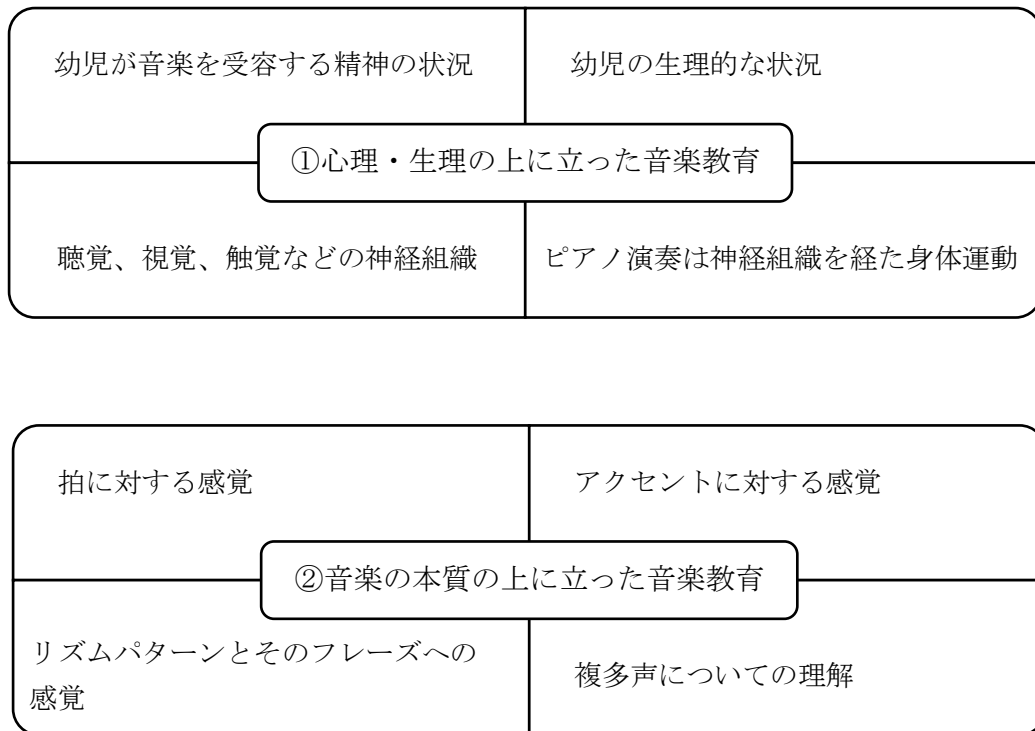 幼児が音楽を受容する精神の状況
幼児の生理的な状況
①心理・生理の上に立った音楽教育
聴覚、視覚、触覚などの神経組織
ピアノ演奏は神経組織を経た身体運動
拍に対する感覚
アクセントに対する感覚
②音楽の本質の上に立った音楽教育
リズムパターンとそのフレーズへの
感覚
複多声についての理解